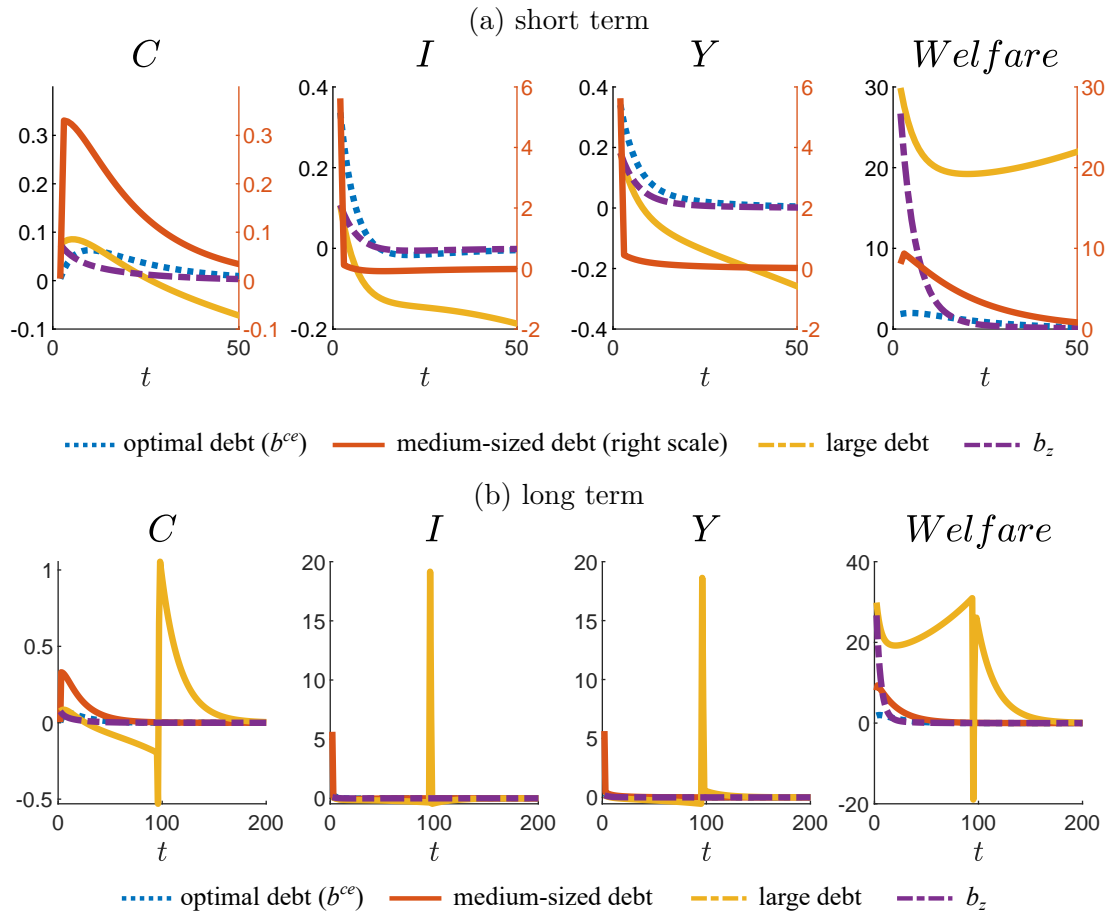 (a) short term
C I Y Welfare
0.3 0.2 0.1 0 -0.1 0.3 0.2 0.1 0 -0.1
0.4 0.2 0 -0.2 6 4 2 0 -2
0.4 0.2 0 -0.2 -0.4 6 4 2 0 -2
30 20 10 0 30 20 10 0
0 50 0 50 0 50 0 50
t t t t
optimal debt (b^ce) medium-sized debt (right scale) large debt b_z
(b) long term
C I Y Welfare
1 0.5 0 -0.5
20 15 10 5 0
20 15 10 5 0
40 20 0 -20
0 100 200 0 100 200 0 100 200 0 100 200
t t t t
optimal debt (b^ce) medium-sized debt large debt b_z